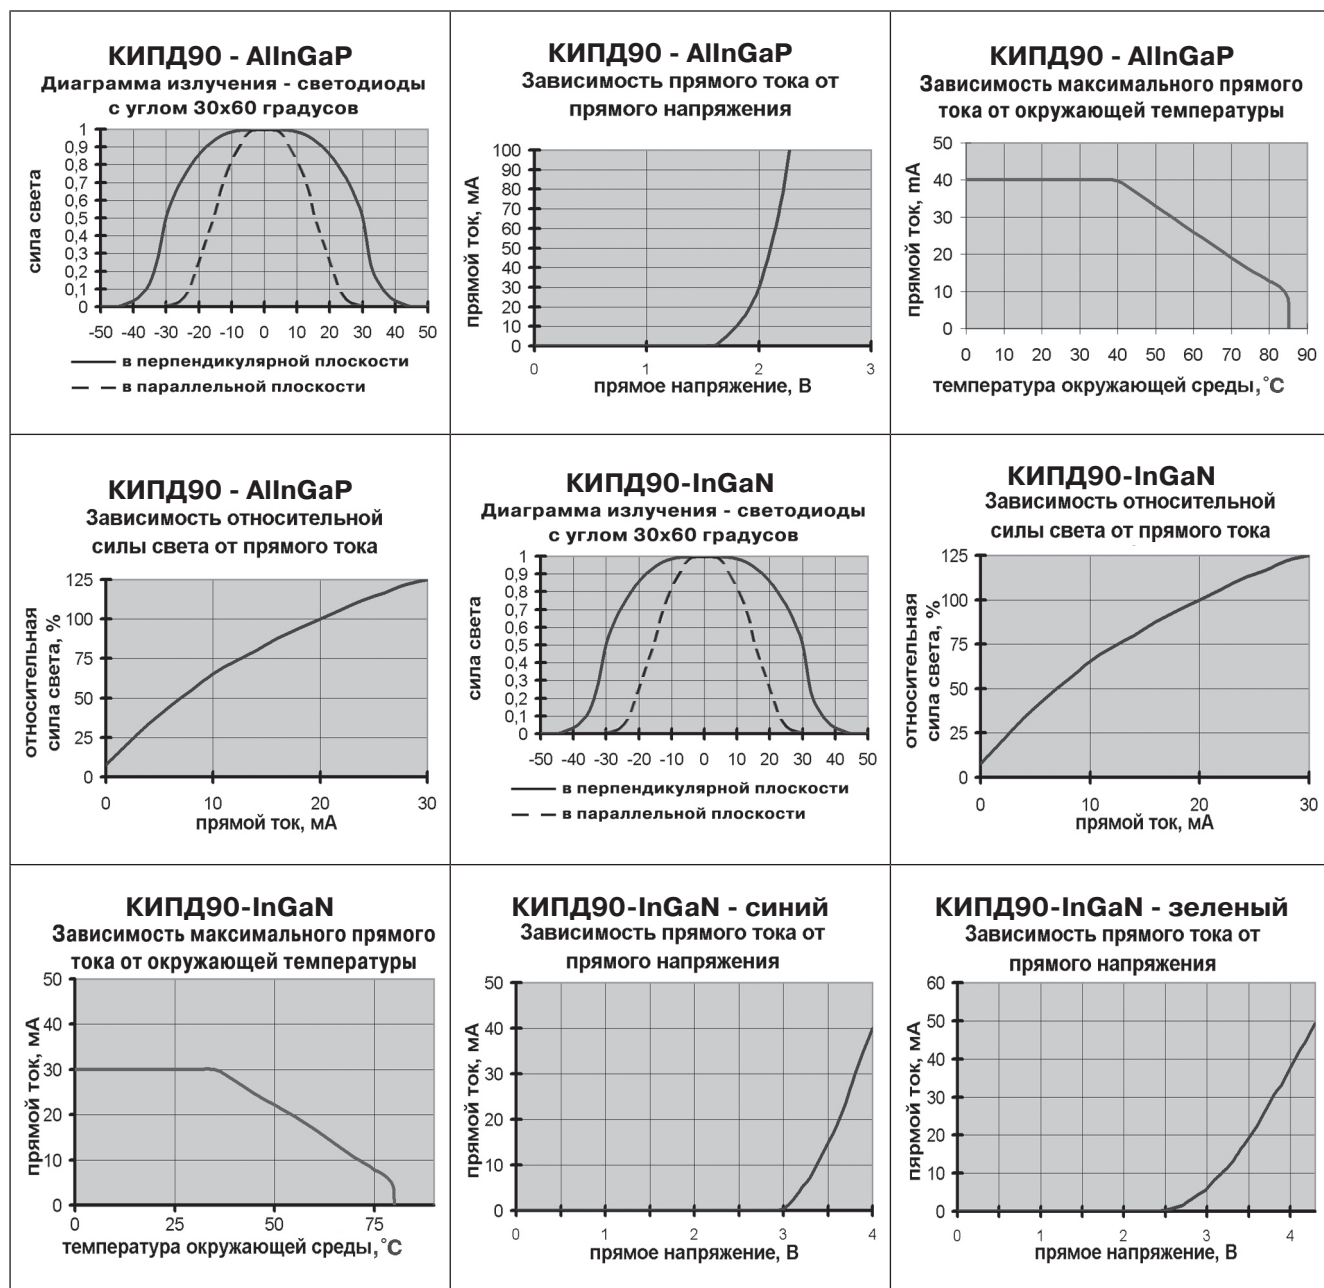 КИПД90 - AlInGaP
Диаграмма излучения - светодиоды
с углом 30x60 градусов
сила света
1
0,9
0,8
0,7
0,6
0,5
0,4
0,3
0,2
0,1
0
-50 -40 -30 -20 -10 0 10 20 30 40 50
в перпендикулярной плоскости
в параллельной плоскости
КИПД90 - AlInGaP
Зависимость прямого тока от
прямого напряжения
прямой ток, мА
100
90
80
70
60
50
40
30
20
10
0
0 1 2 3
прямое напряжение, В
КИПД90 - AlInGaP
Зависимость максимального прямого
тока от окружающей температуры
прямой ток, mA
50
40
30
20
10
0
0 10 20 30 40 50 60 70 80 90
температура окружающей среды, °C
КИПД90 - AlInGaP
Зависимость относительной
силы света от прямого тока
относительная
сила света, %
125
100
75
50
25
0
0 10 20 30
прямой ток, мА
КИПД90-InGaN
Диаграмма излучения - светодиоды
с углом 30x60 градусов
сила света
1
0,9
0,8
0,7
0,6
0,5
0,4
0,3
0,2
0,1
0
-50 -40 -30 -20 -10 0 10 20 30 40 50
в перпендикулярной плоскости
в параллельной плоскости
КИПД90-InGaN
Зависимость относительной
силы света от прямого тока
относительная
сила света, %
125
100
75
50
25
0
0 10 20 30
прямой ток, мА
КИПД90-InGaN
Зависимость максимального прямого
тока от окружающей температуры
прямой ток, мА
50
40
30
20
10
0
0 25 50 75
температура окружающей среды, °C
КИПД90-InGaN - синий
Зависимость прямого тока от
прямого напряжения
прямой ток, мА
50
40
30
20
10
0
0 1 2 3 4
прямое напряжение, В
КИПД90-InGaN - зеленый
Зависимость прямого тока от
прямого напряжения
пярмой ток, мА
60
50
40
30
20
10
0
0 1 2 3 4
прямое напряжение, В